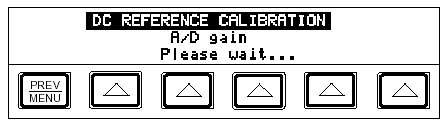 DC REFERENCE CALIBRATION
A/D gain
Please wait...
PREV
MENU